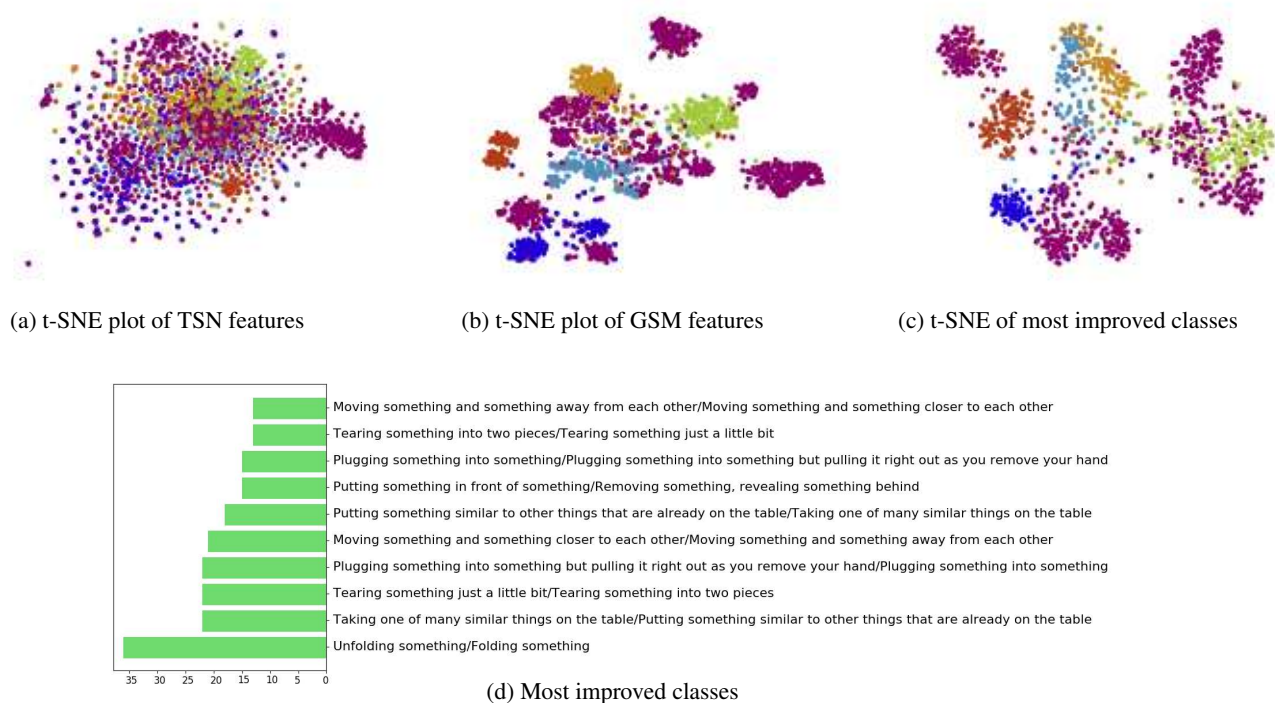 (a) t-SNE plot of TSN features
(b) t-SNE plot of GSM features
(c) t-SNE of most improved classes
Moving something and something away from each other/Moving something and something closer to each other
Tearing something into two pieces/Tearing something just a little bit
Plugging something into something/Plugging something into something but pulling it right out as you remove your hand
Putting something in front of something/Removing something, revealing something behind
Putting something similar to other things that are already on the table/Taking one of many similar things on the table
Moving something and something closer to each other/Moving something and something away from each other
Plugging something into something but pulling it right out as you remove your hand/Plugging something into something
Tearing something just a little bit/Tearing something into two pieces
Taking one of many similar things on the table/Putting something similar to other things that are already on the table
Unfolding something/Folding something
35 30 25 20 15 10 5 0
(d) Most improved classes